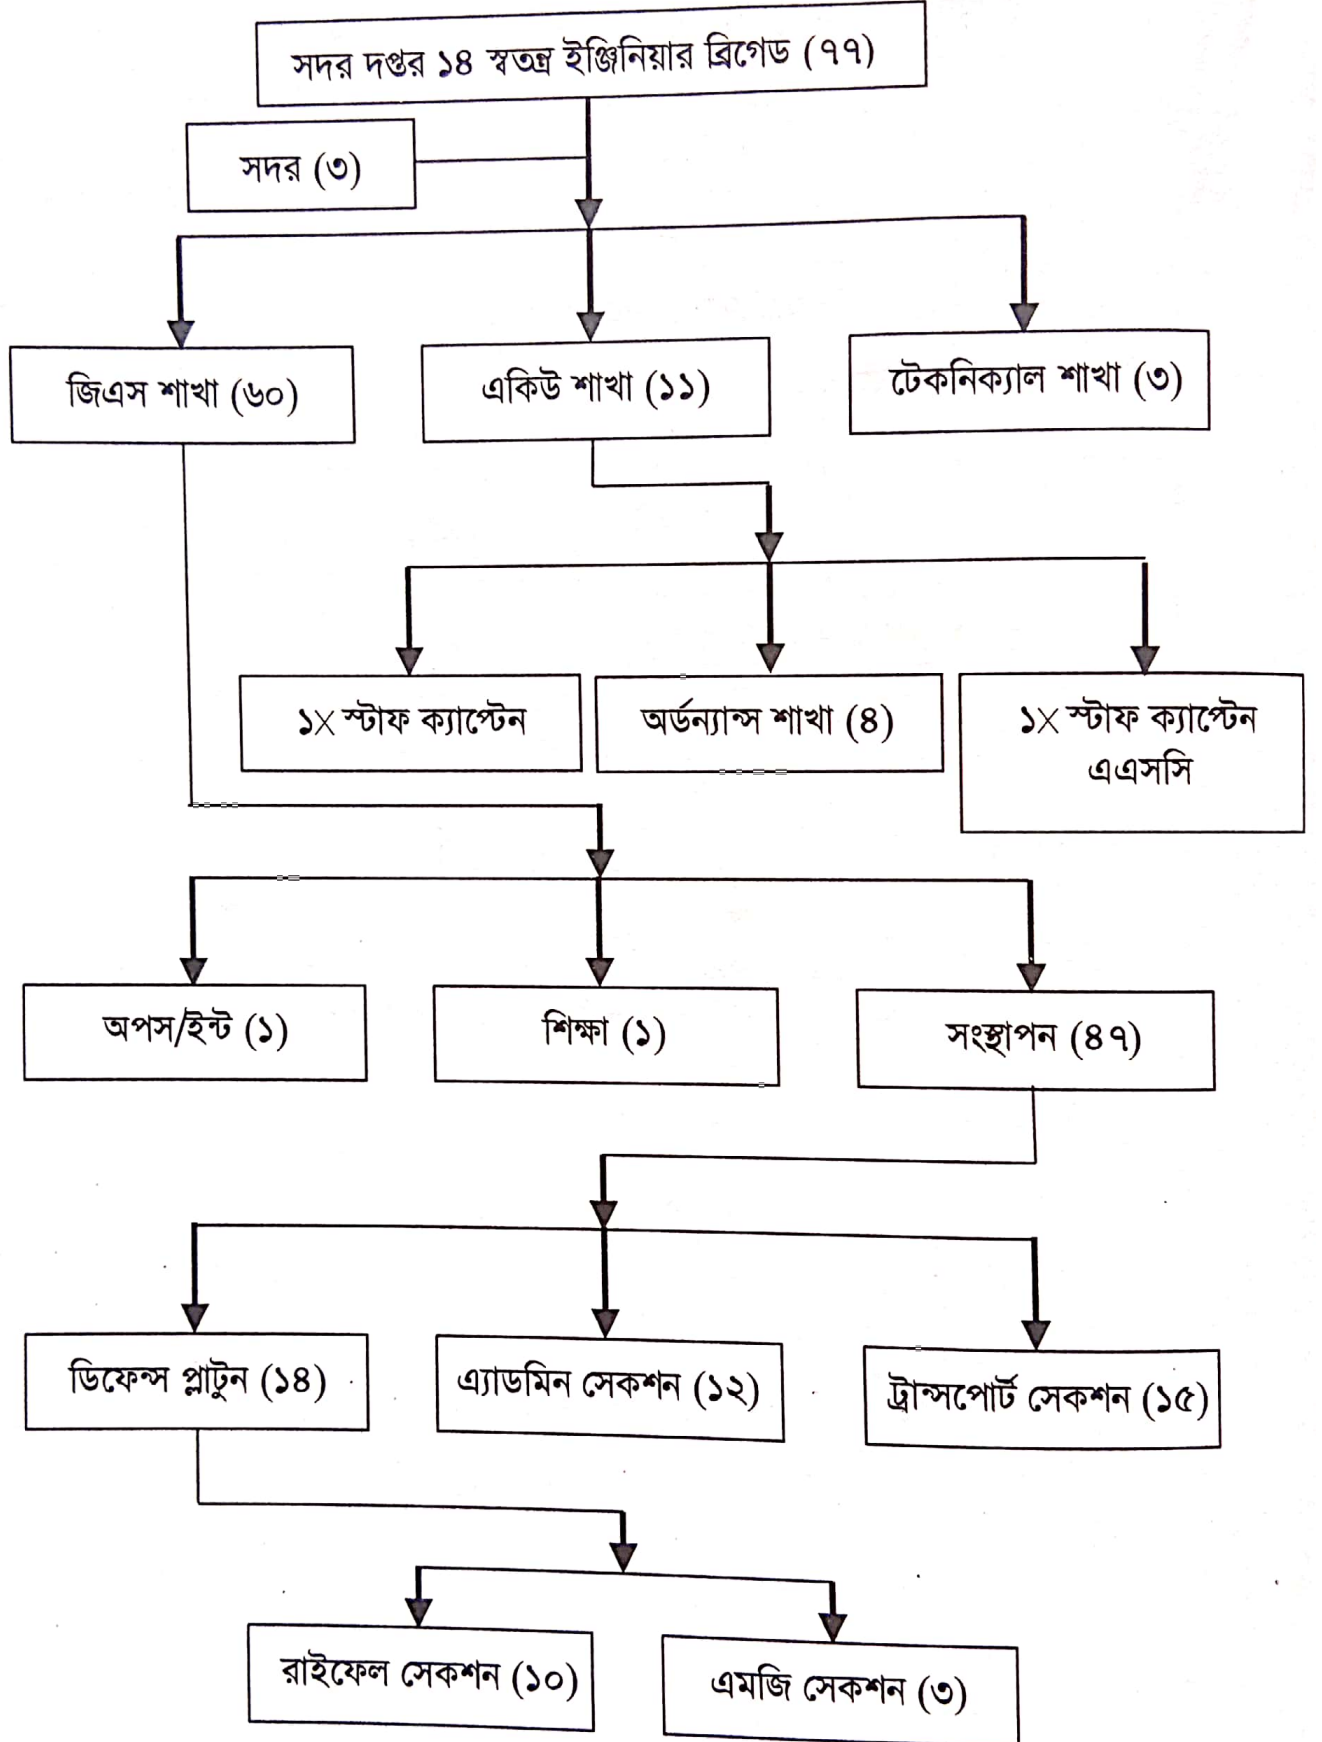 সদর দপ্তর ১৪ স্বতন্ত্র ইঞ্জিনিয়ার ব্রিগেড (৭৭)
সদর (৩)
জিএস শাখা (৬০)
একিউ শাখা (১১)
টেকনিক্যাল শাখা (৩)
১X স্টাফ ক্যাপ্টেন
অর্ডন্যান্স শাখা (৪)
১X স্টাফ ক্যাপ্টেন
এএসসি
অপস/ইন্ট (১)
শিক্ষা (১)
সংস্থাপন (৪৭)
ডিফেন্স প্লাটুন (১৪)
এ্যাডমিন সেকশন (১২)
ট্রান্সপোর্ট সেকশন (১৫)
রাইফেল সেকশন (১০)
এমজি সেকশন (৩)